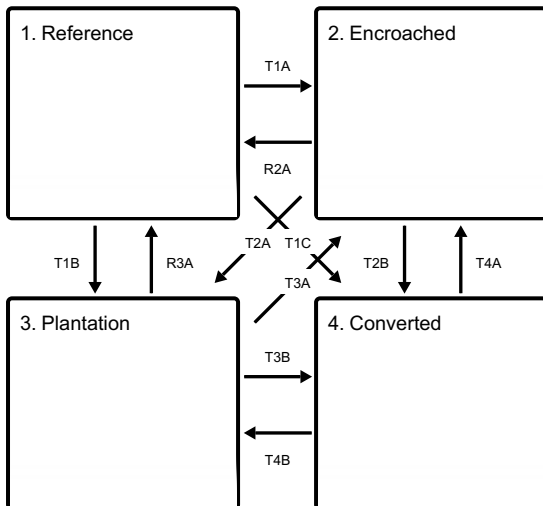 1. Reference
2. Encroached
T1A
R2A
T1B
R3A
T2A
T1C
T3A
T2B
T4A
3. Plantation
4. Converted
T3B
T4B